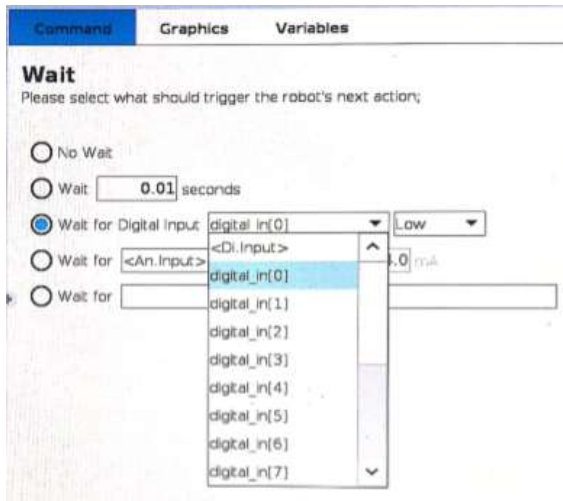 Command Graphics Variables
Wait
Please select what should trigger the robot's next action;
No Wait
Wait 0.01 seconds
Wait for Digital Input digital_in[0] Low
Wait for <An.Input> .0 mA
Wait for
<Di.Input>
digital_in[0]
digital_in[1]
digital_in[2]
digital_in[3]
digital_in[4]
digital_in[5]
digital_in[6]
digital_in[7]